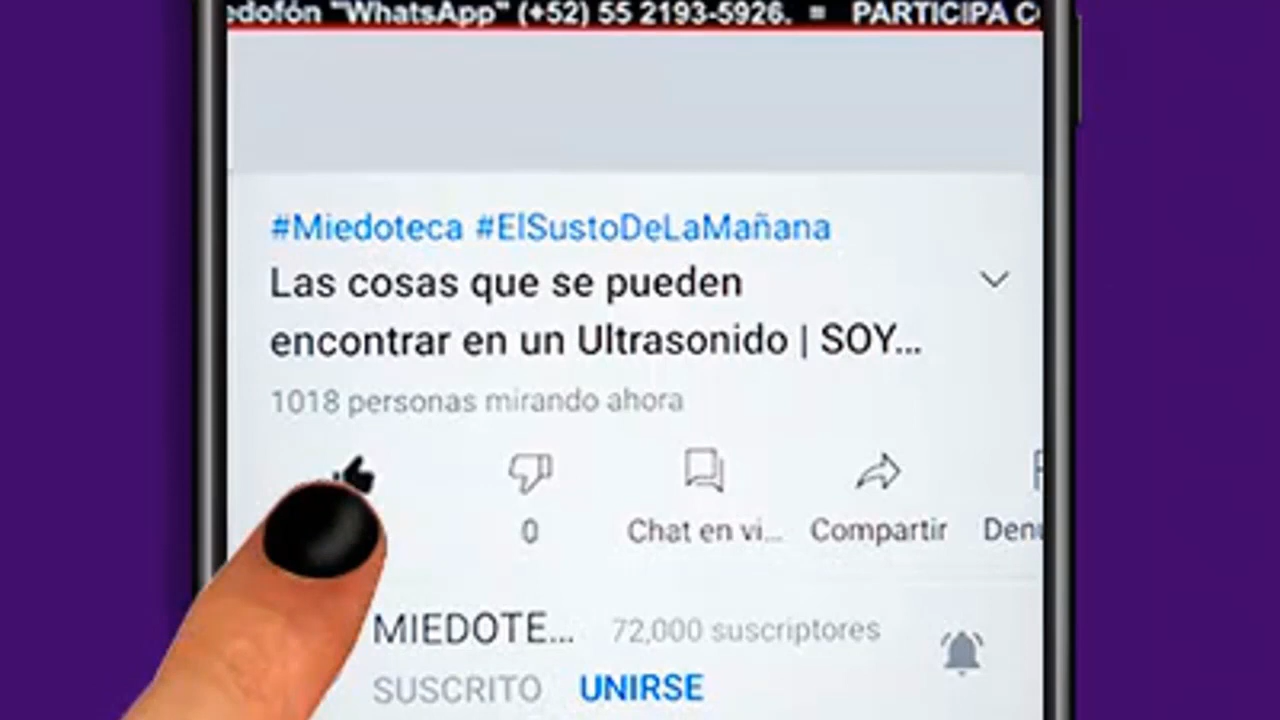 "WhatsApp" (+52) 55 2193-5926. PARTICIPA
#Miedoteca #ElSustoDeLaMañana
Las cosas que se pueden
encontrar en un Ultrasonido | SOY...
1018 personas mirando ahora
0 Chat en vi... Compartir
MIEDOTE... 72,000 suscriptores
SUSCRITO UNIRSE